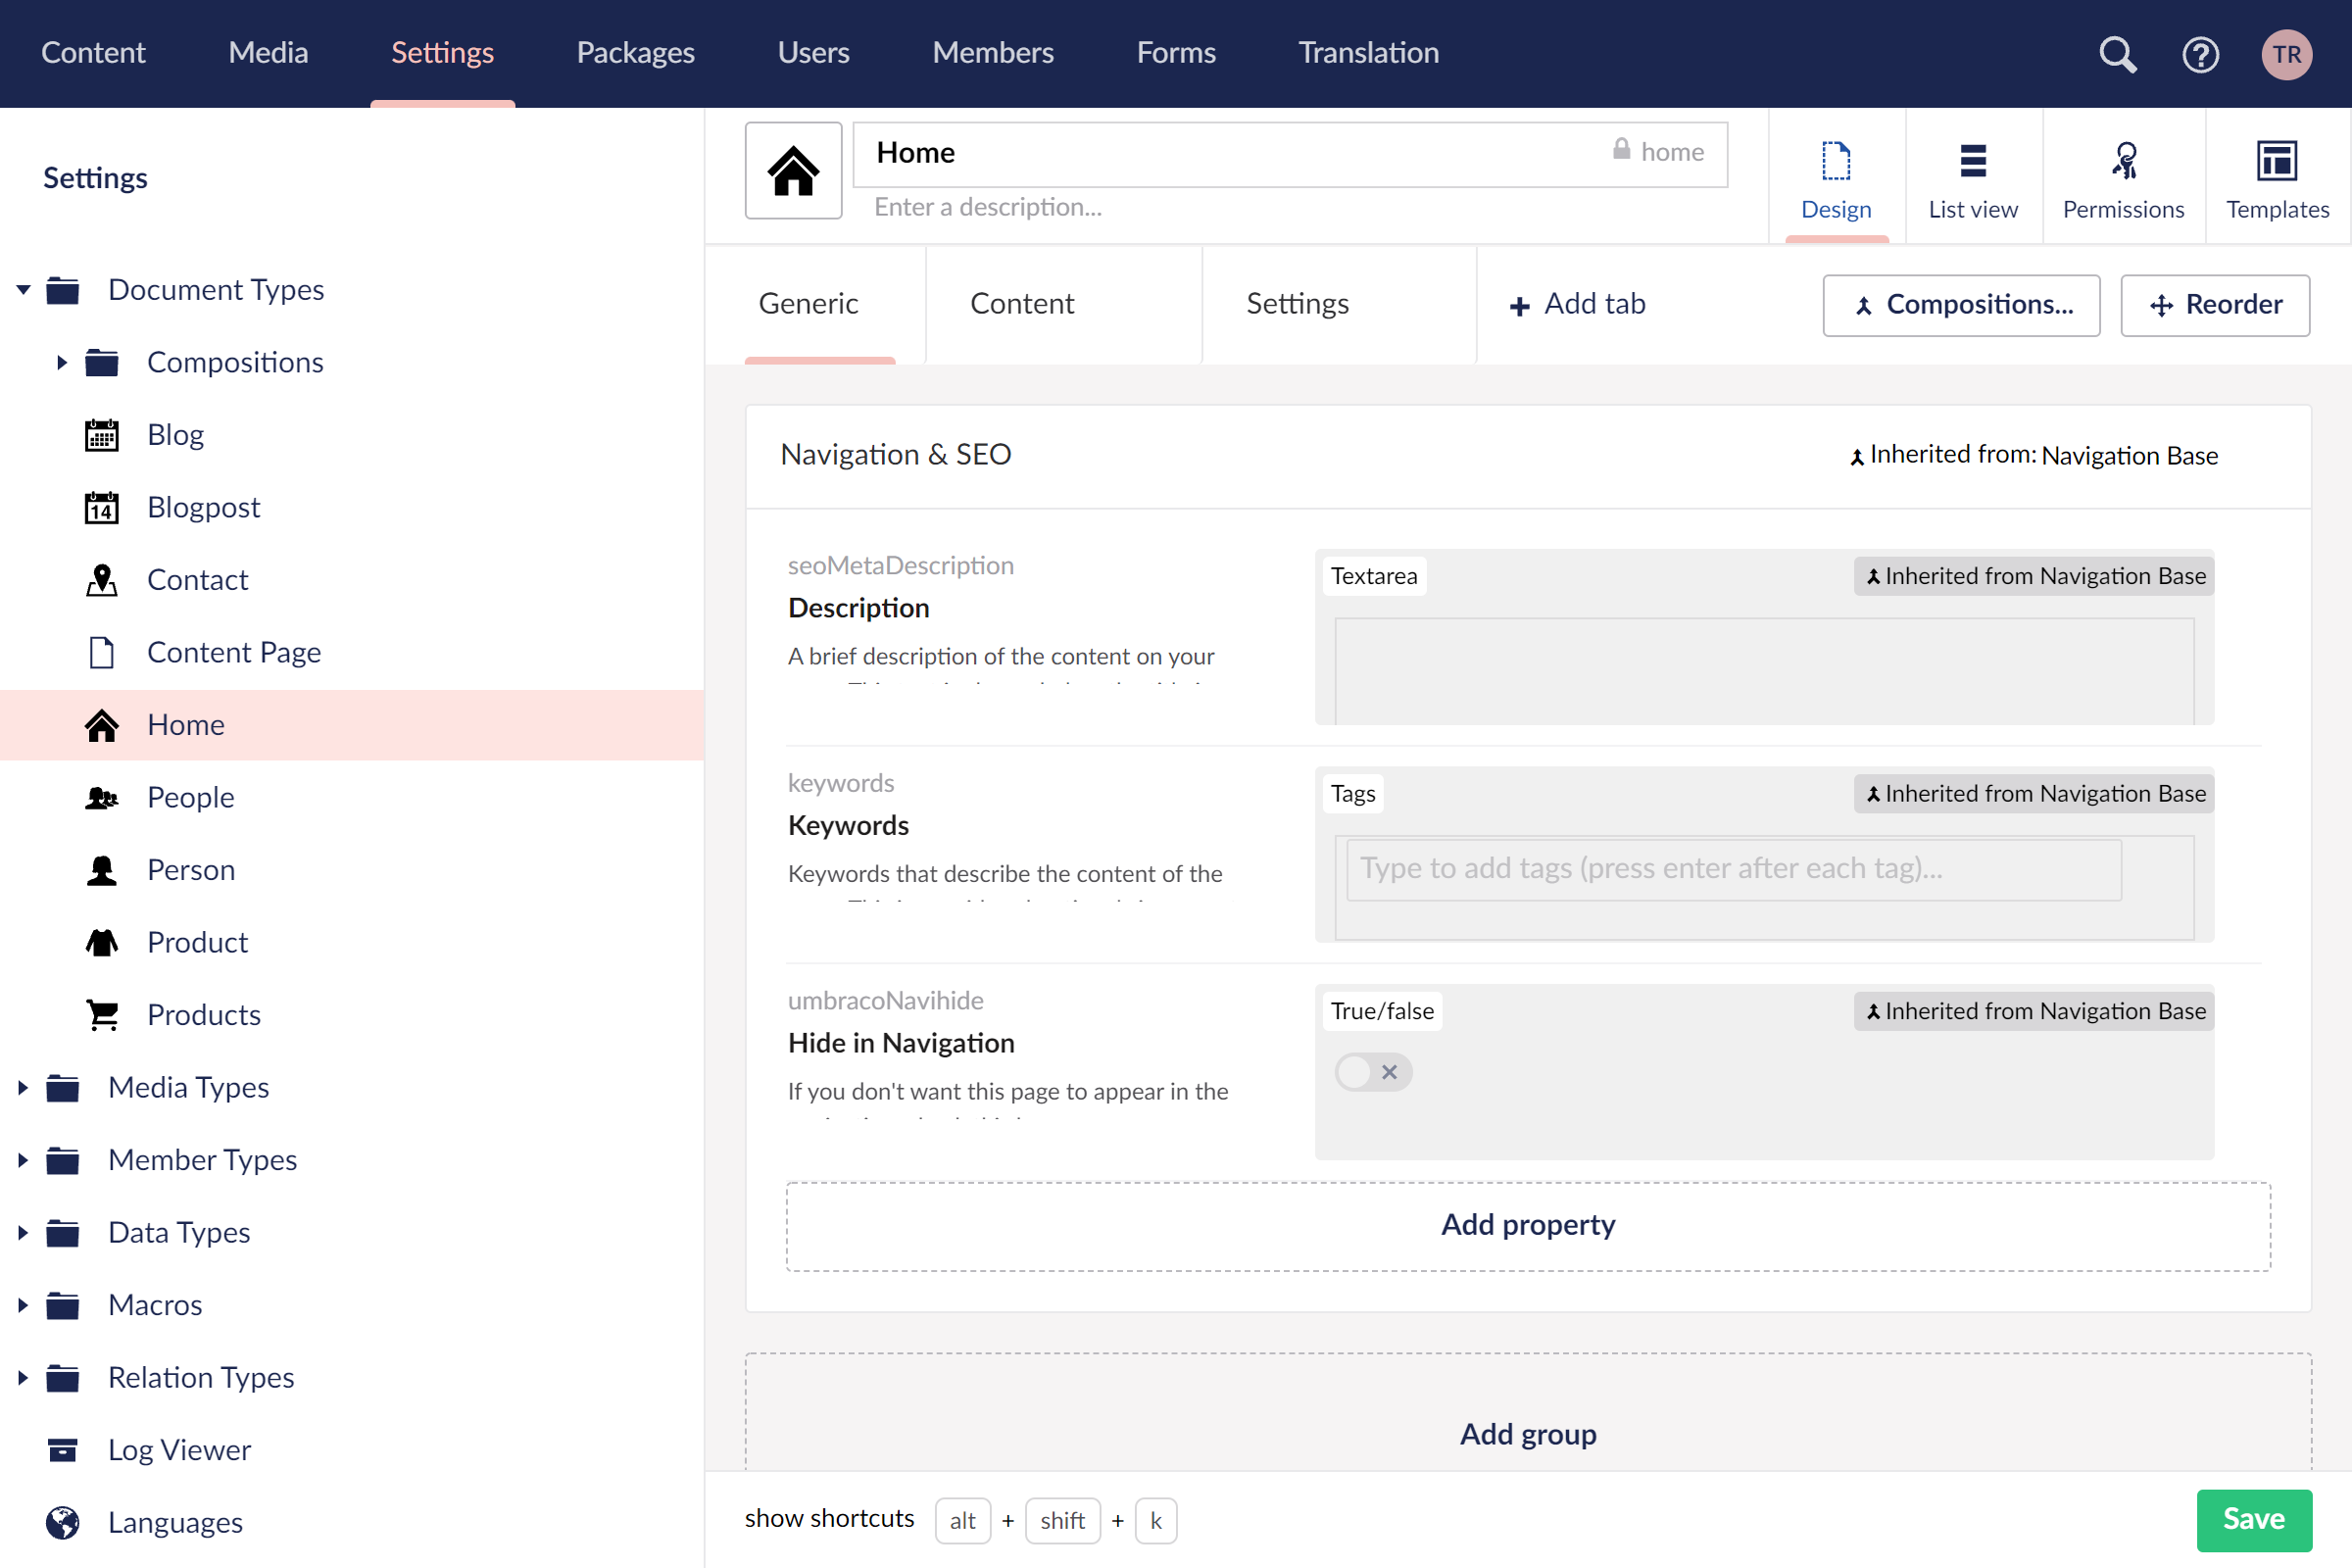 Content Media Settings Packages Users Members Forms Translation TR
Settings
Document Types
Compositions
Blog
14 Blogpost
Contact
Content Page
Home
People
Person
Product
Products
Media Types
Member Types
Data Types
Macros
Relation Types
Log Viewer
Languages
Home home
Enter a description...
Design List view Permissions Templates
Generic Content Settings + Add tab Compositions... Reorder
Navigation & SEO Inherited from: Navigation Base
seoMetaDescription
Description
A brief description of the content on your
Textarea Inherited from Navigation Base
keywords
Keywords
Keywords that describe the content of the
Tags Inherited from Navigation Base
Type to add tags (press enter after each tag)...
umbracoNavihide
Hide in Navigation
If you don't want this page to appear in the
True/false Inherited from Navigation Base
Add property
Add group
show shortcuts alt + shift + k Save